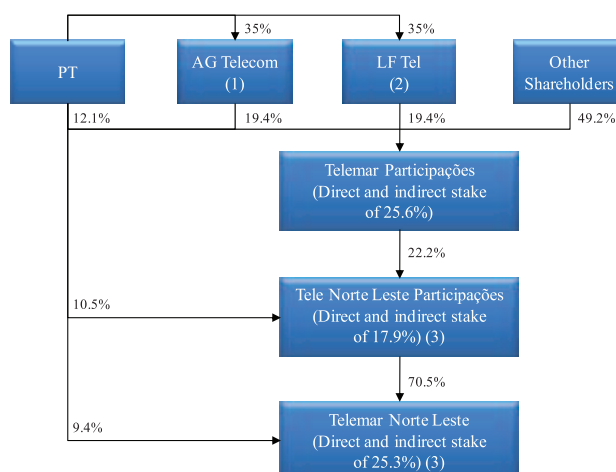 35%
35%
PT
AG Telecom
(1)
LF Tel
(2)
Other
Shareholders
12.1%
19.4%
19.4%
49.2%
Telemar Participações
(Direct and indirect stake
of 25.6%)
22.2%
10.5%
Tele Norte Leste Participações
(Direct and indirect stake
of 17.9%) (3)
70.5%
9.4%
Telemar Norte Leste
(Direct and indirect stake
of 25.3%) (3)